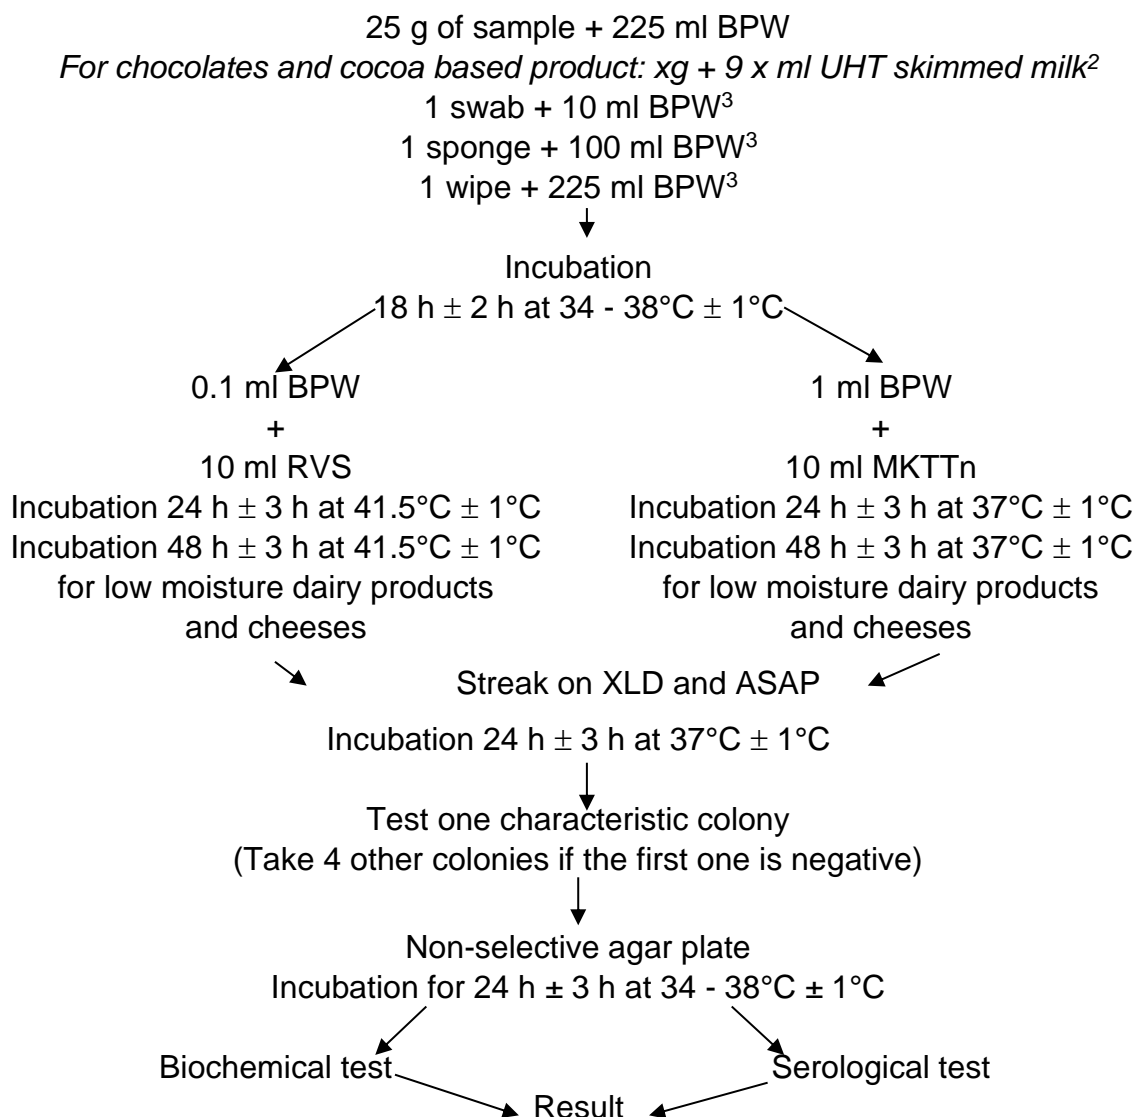 25 g of sample + 225 ml BPW
For chocolates and cocoa based product: xg + 9 x ml UHT skimmed milk²
1 swab + 10 ml BPW³
1 sponge + 100 ml BPW³
1 wipe + 225 ml BPW³
Incubation
18 h ± 2 h at 34 - 38°C ± 1°C
0.1 ml BPW
+
10 ml RVS
Incubation 24 h ± 3 h at 41.5°C ± 1°C
Incubation 48 h ± 3 h at 41.5°C ± 1°C
for low moisture dairy products
and cheeses
1 ml BPW
+
10 ml MKTTn
Incubation 24 h ± 3 h at 37°C ± 1°C
Incubation 48 h ± 3 h at 37°C ± 1°C
for low moisture dairy products
and cheeses
Streak on XLD and ASAP
Incubation 24 h ± 3 h at 37°C ± 1°C
Test one characteristic colony
(Take 4 other colonies if the first one is negative)
Non-selective agar plate
Incubation for 24 h ± 3 h at 34 - 38°C ± 1°C
Biochemical test
Serological test
Result